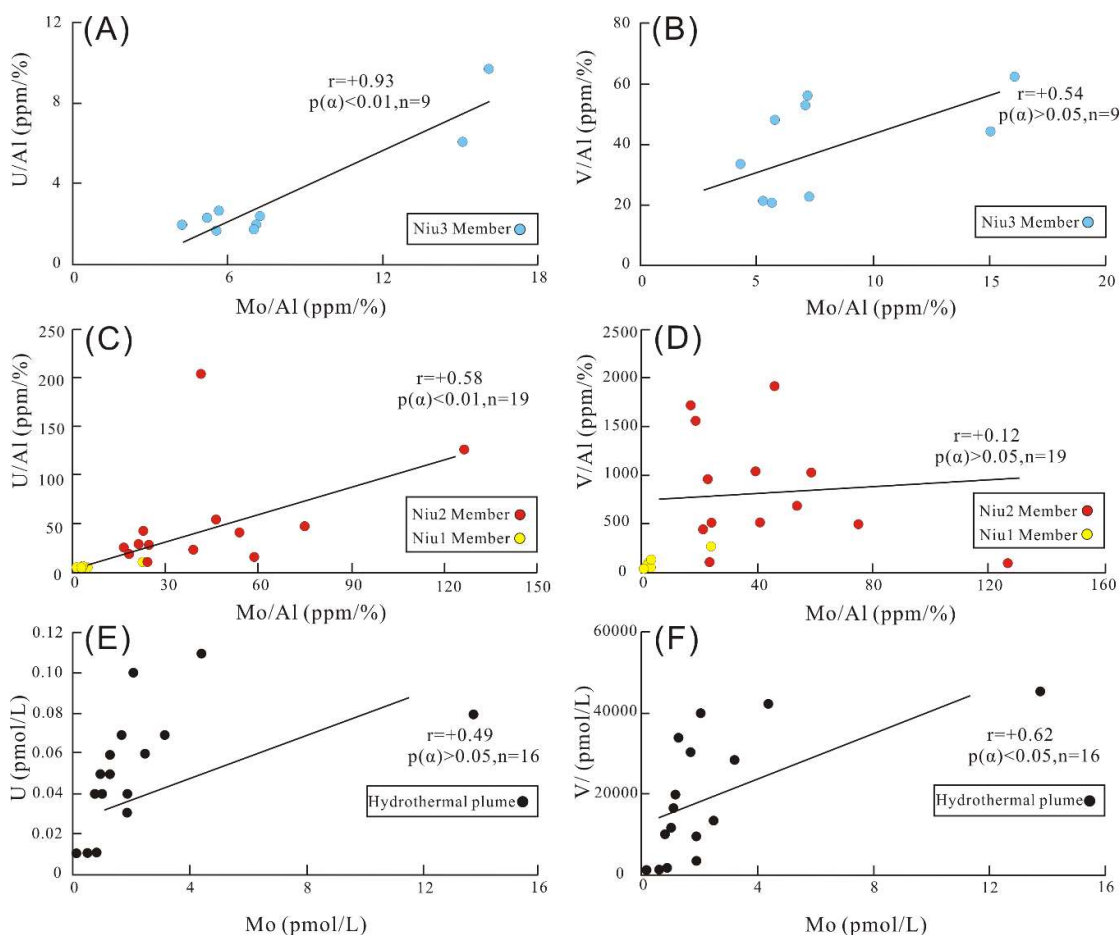 (A)
12
8
4
0
U/Al (ppm/%)
r=+0.93
p(α)<0.01,n=9
Niu3 Member
0
6
12
18
Mo/Al (ppm/%)
(B)
80
60
40
20
0
V/Al (ppm/%)
r=+0.54
p(α)>0.05,n=9
Niu3 Member
0
5
10
15
20
Mo/Al (ppm/%)
(C)
250
200
150
100
50
0
U/Al (ppm/%)
r=+0.58
p(α)<0.01,n=19
Niu2 Member
Niu1 Member
0
30
60
90
120
150
Mo/Al (ppm/%)
(D)
2500
2000
1500
1000
500
0
V/Al (ppm/%)
r=+0.12
p(α)>0.05,n=19
Niu2 Member
Niu1 Member
0
40
80
120
160
Mo/Al (ppm/%)
(E)
0.12
0.10
0.08
0.06
0.04
0.02
0
U (pmol/L)
r=+0.49
p(α)>0.05,n=16
Hydrothermal plume
0
4
8
12
16
Mo (pmol/L)
(F)
60000
40000
20000
0
V/ (pmol/L)
r=+0.62
p(α)<0.05,n=16
Hydrothermal plume
0
4
8
12
16
Mo (pmol/L)